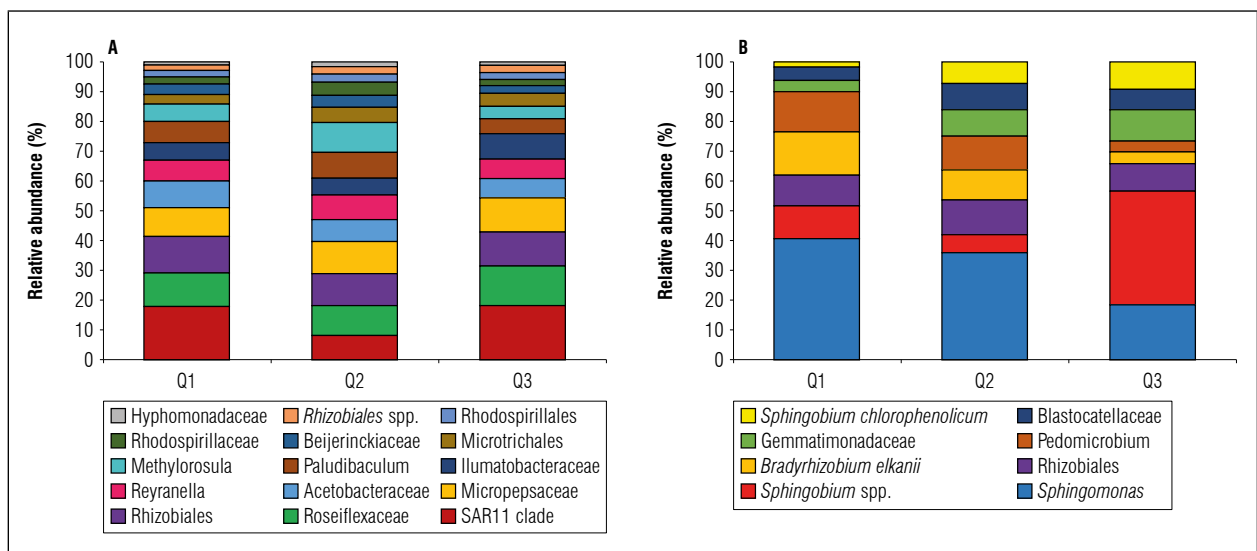 A
Relative abundance (%)
100
90
80
70
60
50
40
30
20
10
0
Q1 Q2 Q3
Hyphomonadaceae Rhizobiales spp. Rhodospirillales
Rhodospirillaceae Beijerinckiaceae Microtrichales
Methylorosula Paludibaculum Ilumatobacteraceae
Reyranella Acetobacteraceae Micropepsaceae
Rhizobiales Roseiflexaceae SAR11 clade
B
Relative abundance (%)
100
90
80
70
60
50
40
30
20
10
0
Q1 Q2 Q3
Sphingobium chlorophenolicum Blastocatellaceae
Gemmatimonadaceae Pedomicrobium
Bradyrhizobium elkanii Rhizobiales
Sphingobium spp. Sphingomonas